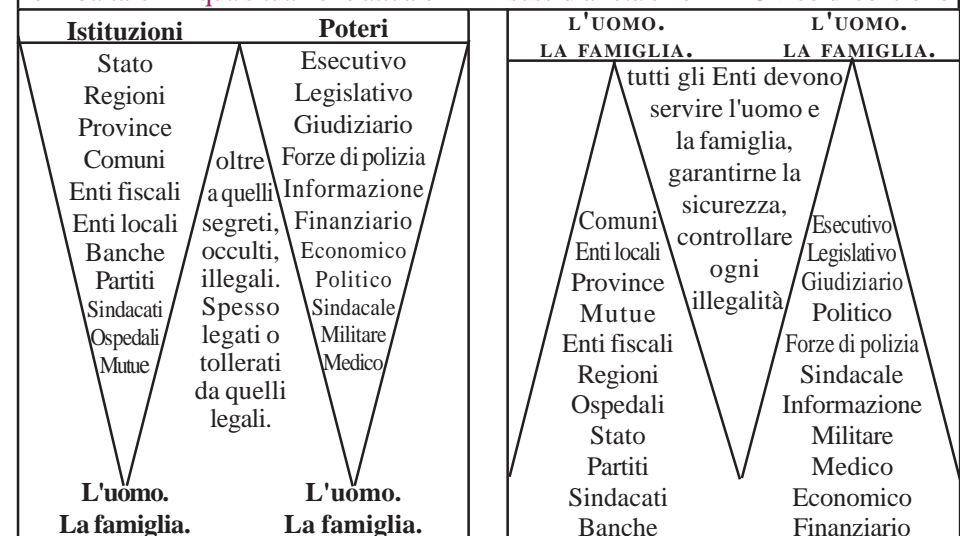 Istituzioni
Stato
Regioni
Province
Comuni
Enti fiscali
Enti locali
Banche
Partiti
Sindacati
Ospedali
Mutue
L'uomo.
La famiglia.
oltre
a quelli
segreti,
occulti,
illegali.
Spesso
legati o
tollerati
da quelli
legali.
Poteri
Esecutivo
Legislativo
Giudiziario
Forze di polizia
Informazione
Finanziario
Economico
Politico
Sindacale
Militare
Medico
L'uomo.
La famiglia.
L'UOMO.
LA FAMIGLIA.
Comuni
Enti locali
Province
Mutue
Enti fiscali
Regioni
Ospedali
Stato
Partiti
Sindacati
Banche
tutti gli Enti devono
servire l'uomo e
la famiglia,
garantirne la
sicurezza,
controllare
ogni
illegalità
L'UOMO.
LA FAMIGLIA.
Esecutivo
Legislativo
Giudiziario
Politico
Forze di polizia
Sindacale
Informazione
Militare
Medico
Economico
Finanziario